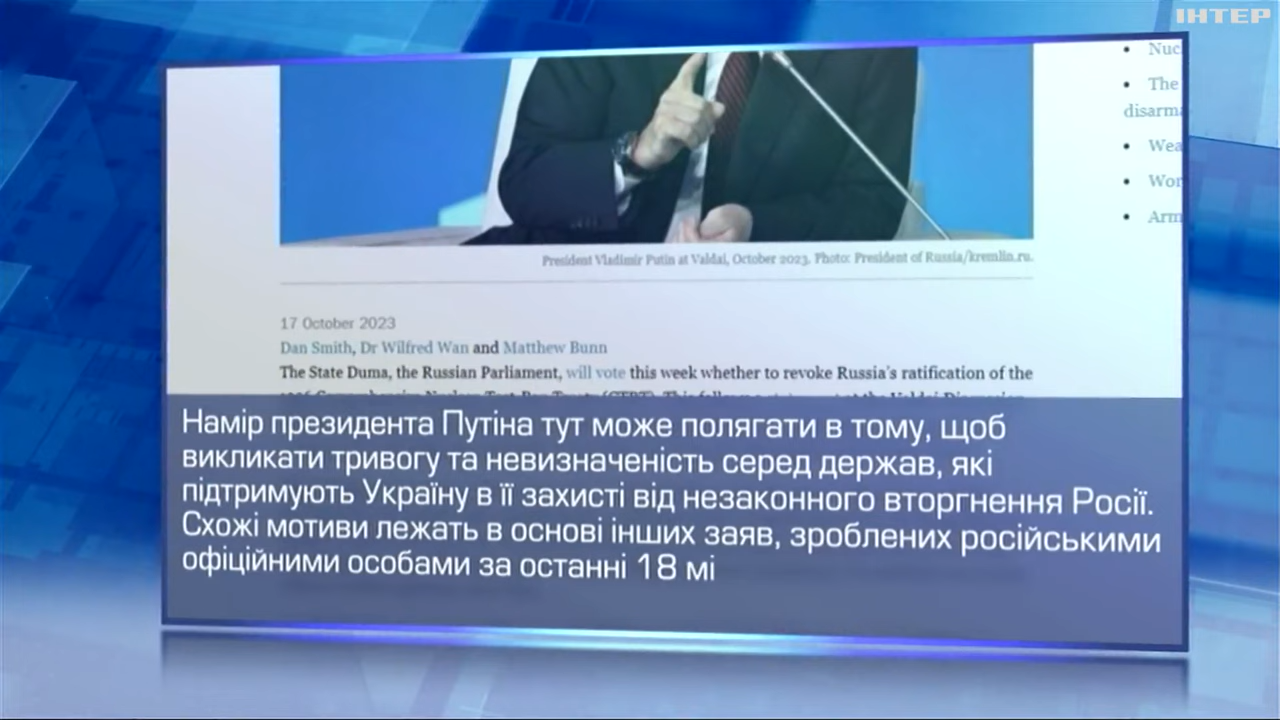 ІНТЕР
Nuc
The
disarma
Wea
Wor
Arm
President Vladimir Putin at Valdai, October 2023. Photo: President of Russia/kremlin.ru.
17 October 2023
Dan Smith, Dr Wilfred Wan and Matthew Bunn
The State Duma, the Russian Parliament, will vote this week whether to revoke Russia's ratification of the
Намір президента Путіна тут може полягати в тому, щоб
викликати тривогу та невизначеність серед держав, які
підтримують Україну в її захисті від незаконного вторгнення Росії.
Схожі мотиви лежать в основі інших заяв, зроблених російськими
офіційними особами за останні 18 мі